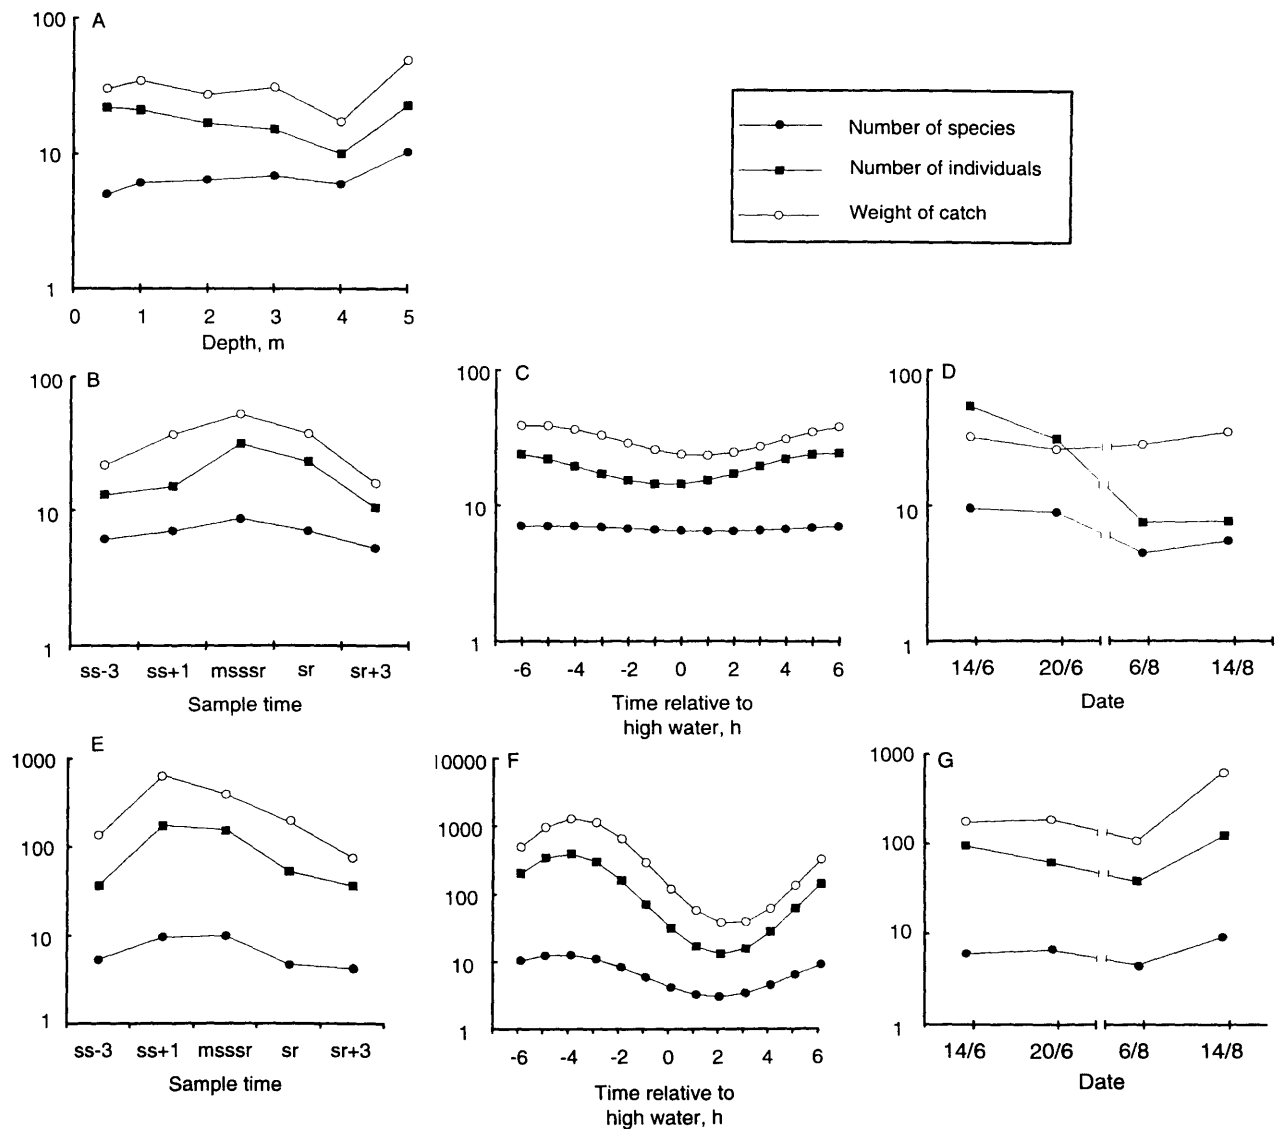 100
A
10
1
0 1 2 3 4 5
Depth, m
Number of species
Number of individuals
Weight of catch
100
B
10
1
ss-3 ss+1 msssr sr sr+3
Sample time
100
C
10
1
-6 -4 -2 0 2 4 6
Time relative to
high water, h
100
D
10
1
14/6 20/6 6/8 14/8
Date
E
1000
100
10
1
ss-3 ss+1 msssr sr sr+3
Sample time
10000
F
1000
100
10
1
-6 -4 -2 0 2 4 6
Time relative to
high water, h
1000
G
100
10
1
14/6 20/6 6/8 14/8
Date